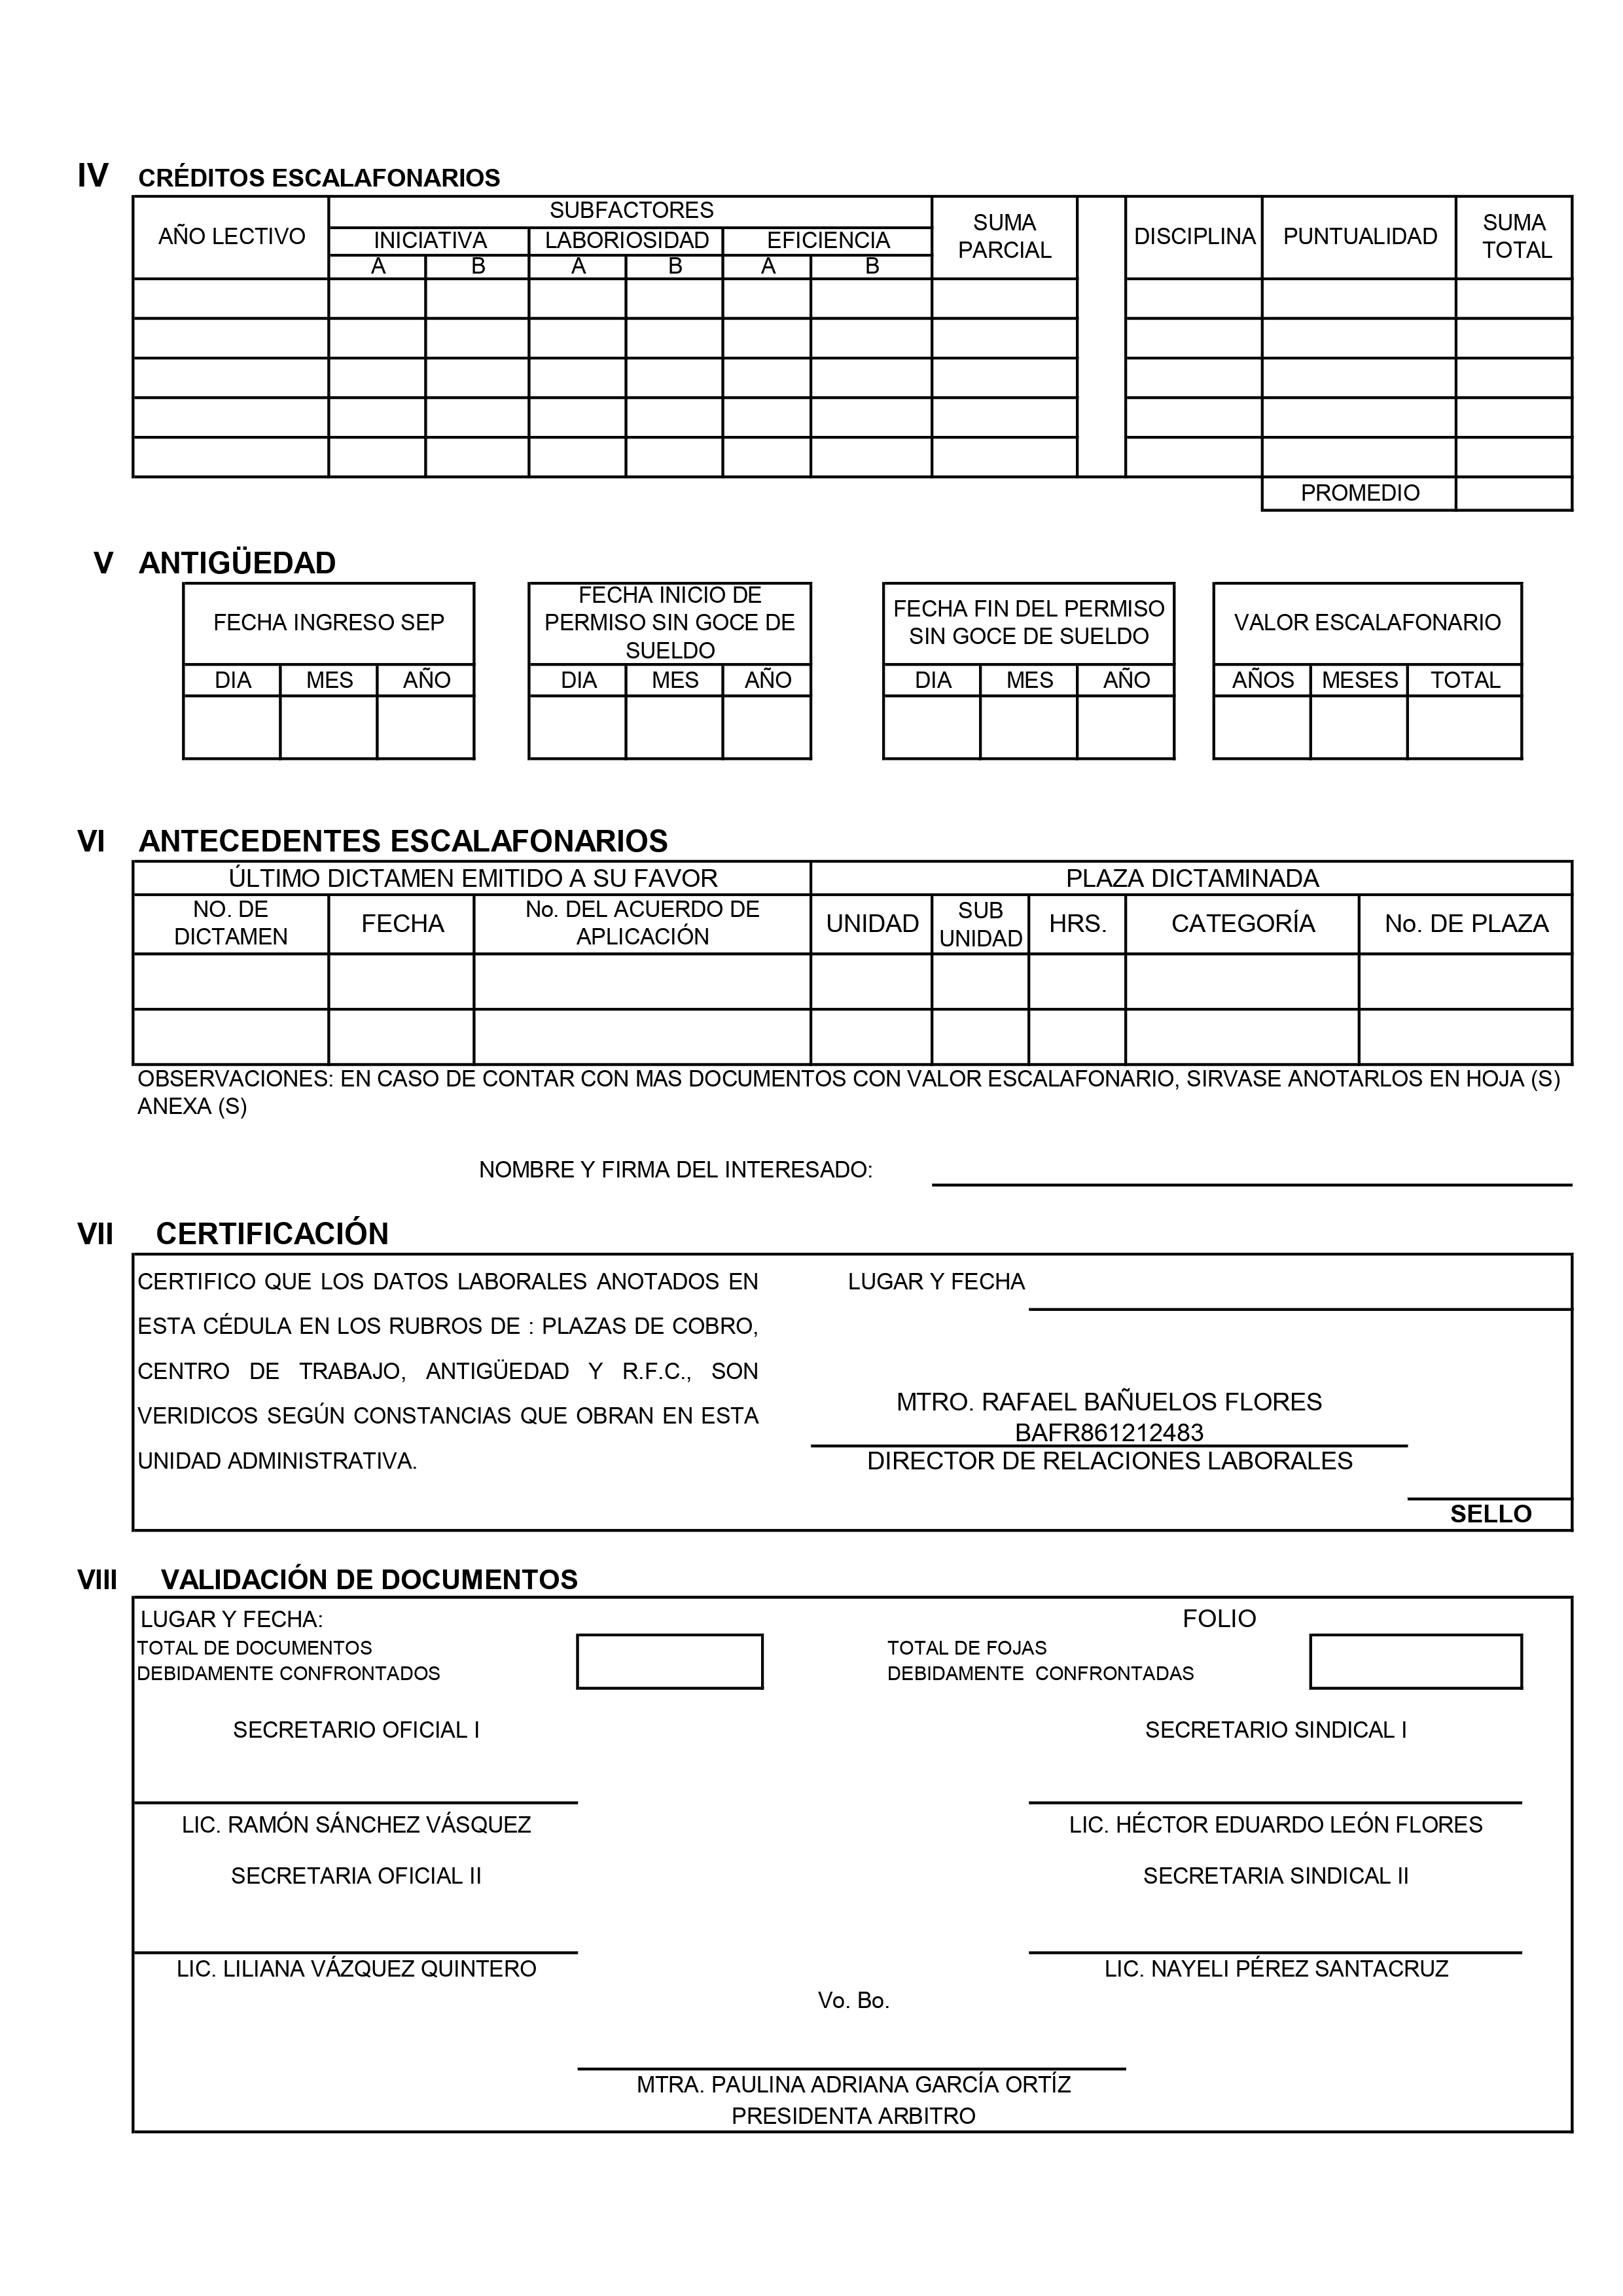 IV CRÉDITOS ESCALAFONARIOS
AÑO LECTIVO SUBFACTORES SUMA PARCIAL DISCIPLINA PUNTUALIDAD SUMA TOTAL
INICIATIVA LABORIOSIDAD EFICIENCIA
A B A B A B
PROMEDIO
V ANTIGÜEDAD
FECHA INGRESO SEP
DIA MES AÑO
FECHA INICIO DE
PERMISO SIN GOCE DE
SUELDO
DIA MES AÑO
FECHA FIN DEL PERMISO
SIN GOCE DE SUELDO
DIA MES AÑO
VALOR ESCALAFONARIO
AÑOS MESES TOTAL
VI ANTECEDENTES ESCALAFONARIOS
ÚLTIMO DICTAMEN EMITIDO A SU FAVOR PLAZA DICTAMINADA
NO. DE DICTAMEN FECHA No. DEL ACUERDO DE APLICACIÓN UNIDAD SUB UNIDAD HRS. CATEGORÍA No. DE PLAZA
OBSERVACIONES: EN CASO DE CONTAR CON MAS DOCUMENTOS CON VALOR ESCALAFONARIO, SIRVASE ANOTARLOS EN HOJA (S)
ANEXA (S)
NOMBRE Y FIRMA DEL INTERESADO:
VII CERTIFICACIÓN
CERTIFICO QUE LOS DATOS LABORALES ANOTADOS EN
ESTA CÉDULA EN LOS RUBROS DE : PLAZAS DE COBRO,
CENTRO DE TRABAJO, ANTIGÜEDAD Y R.F.C., SON
VERIDICOS SEGÚN CONSTANCIAS QUE OBRAN EN ESTA
UNIDAD ADMINISTRATIVA.
LUGAR Y FECHA
MTRO. RAFAEL BAÑUELOS FLORES
BAFR861212483
DIRECTOR DE RELACIONES LABORALES
SELLO
VIII VALIDACIÓN DE DOCUMENTOS
LUGAR Y FECHA: FOLIO
TOTAL DE DOCUMENTOS
DEBIDAMENTE CONFRONTADOS
TOTAL DE FOJAS
DEBIDAMENTE CONFRONTADAS
SECRETARIO OFICIAL I SECRETARIO SINDICAL I
LIC. RAMÓN SÁNCHEZ VÁSQUEZ LIC. HÉCTOR EDUARDO LEÓN FLORES
SECRETARIA OFICIAL II SECRETARIA SINDICAL II
LIC. LILIANA VÁZQUEZ QUINTERO LIC. NAYELI PÉREZ SANTACRUZ
Vo. Bo.
MTRA. PAULINA ADRIANA GARCÍA ORTÍZ
PRESIDENTA ARBITRO